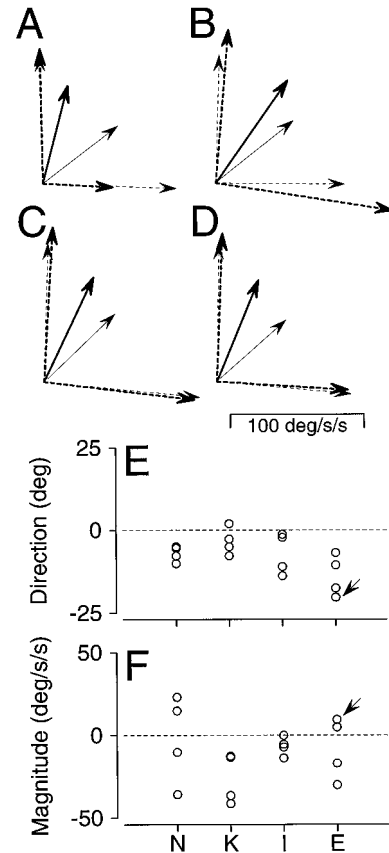 A B
C D
100 deg/s/s
E
25
0
-25
Direction (deg)
F
50
0
-50
Magnitude (deg/s/s)
N K I E